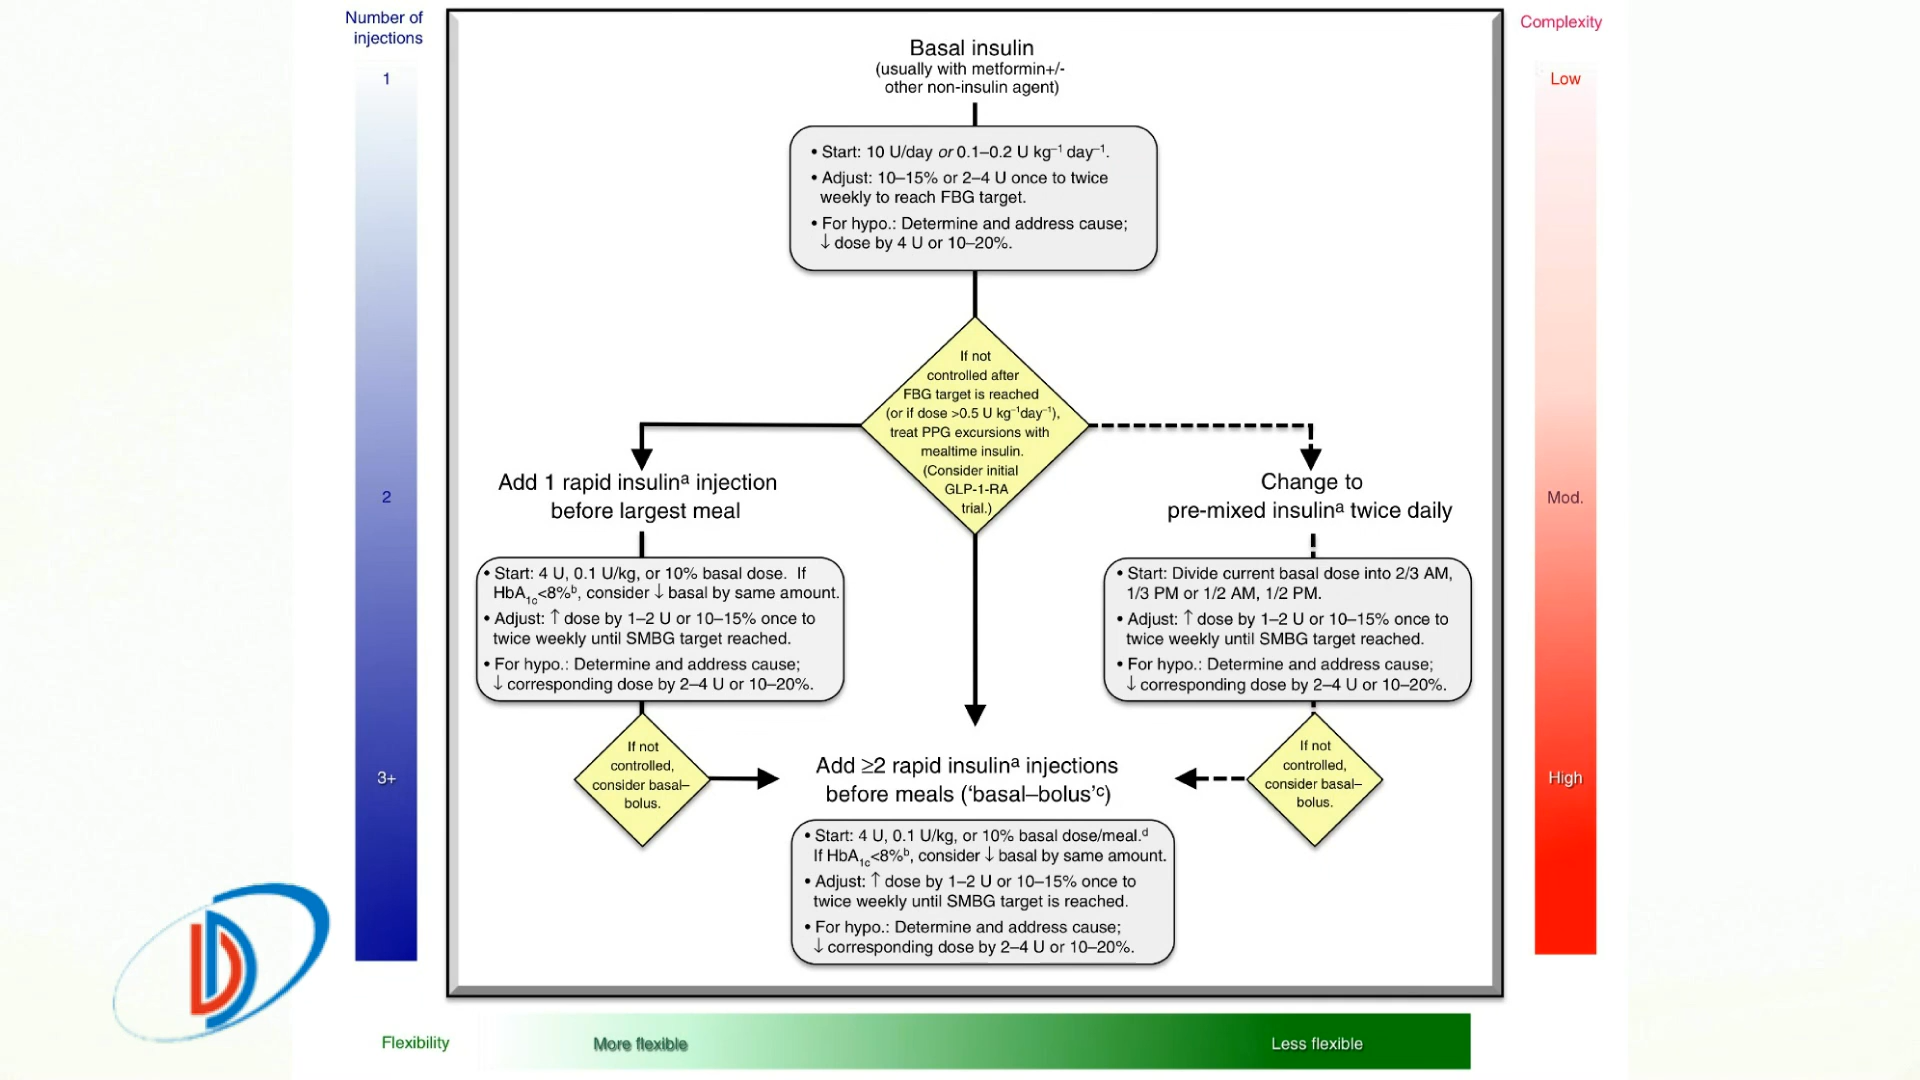 Number of
injections
Complexity
1
Low
Basal insulin
(usually with metformin+/-
other non-insulin agent)
• Start: 10 U/day or 0.1–0.2 U kg⁻¹ day⁻¹.
• Adjust: 10–15% or 2–4 U once to twice
weekly to reach FBG target.
• For hypo.: Determine and address cause;
↓ dose by 4 U or 10–20%.
If not
controlled after
FBG target is reached
(or if dose >0.5 U kg⁻¹day⁻¹),
treat PPG excursions with
mealtime insulin.
(Consider initial
GLP-1-RA
trial.)
2
Mod.
Add 1 rapid insulinᵃ injection
before largest meal
• Start: 4 U, 0.1 U/kg, or 10% basal dose. If
HbA₁c<8%ᵇ, consider ↓ basal by same amount.
• Adjust: ↑ dose by 1–2 U or 10–15% once to
twice weekly until SMBG target reached.
• For hypo.: Determine and address cause;
↓ corresponding dose by 2–4 U or 10–20%.
Change to
pre-mixed insulinᵃ twice daily
• Start: Divide current basal dose into 2/3 AM,
1/3 PM or 1/2 AM, 1/2 PM.
• Adjust: ↑ dose by 1–2 U or 10–15% once to
twice weekly until SMBG target reached.
• For hypo.: Determine and address cause;
↓ corresponding dose by 2–4 U or 10–20%.
If not
controlled,
consider basal–
bolus.
If not
controlled,
consider basal–
bolus.
3+
High
Add ≥2 rapid insulinᵃ injections
before meals (‘basal–bolus’ᶜ)
• Start: 4 U, 0.1 U/kg, or 10% basal dose/meal.ᵈ
If HbA₁c<8%ᵇ, consider ↓ basal by same amount.
• Adjust: ↑ dose by 1–2 U or 10–15% once to
twice weekly until SMBG target is reached.
• For hypo.: Determine and address cause;
↓ corresponding dose by 2–4 U or 10–20%.
Flexibility
More flexible
Less flexible